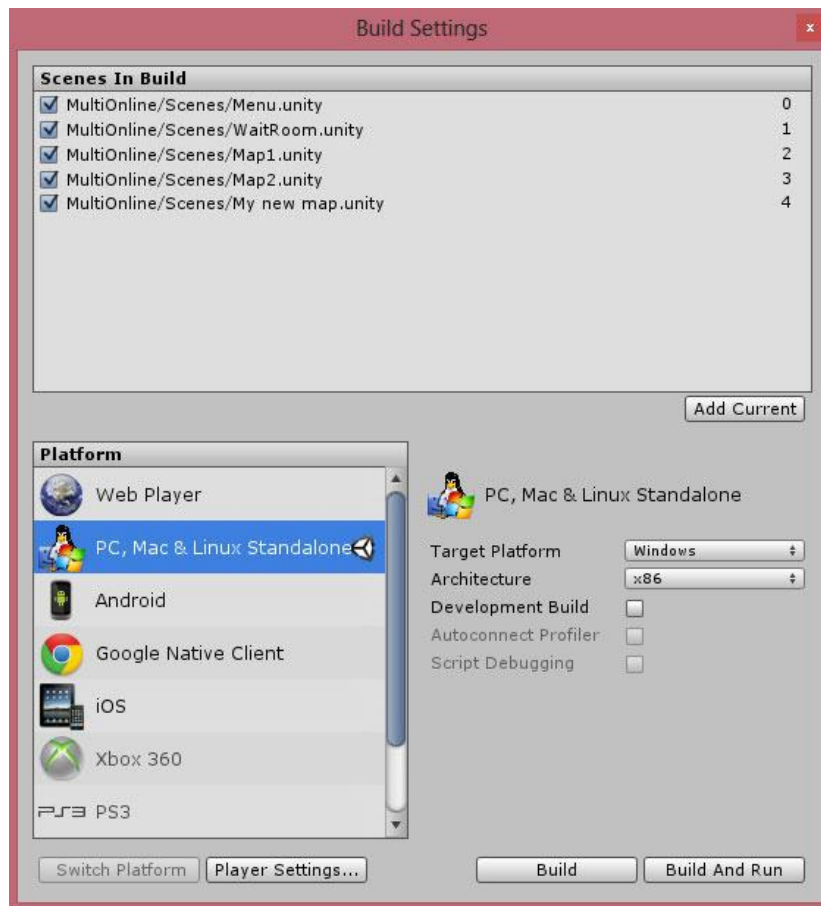 Build Settings
x
Scenes In Build
MultiOnline/Scenes/Menu.unity 0
MultiOnline/Scenes/WaitRoom.unity 1
MultiOnline/Scenes/Map1.unity 2
MultiOnline/Scenes/Map2.unity 3
MultiOnline/Scenes/My new map.unity 4
Add Current
Platform
Web Player
PC, Mac & Linux Standalone
Android
Google Native Client
iOS
Xbox 360
PS3 PS3
PC, Mac & Linux Standalone
Target Platform Windows
Architecture x86
Development Build
Autoconnect Profiler
Script Debugging
Switch Platform Player Settings...
Build Build And Run